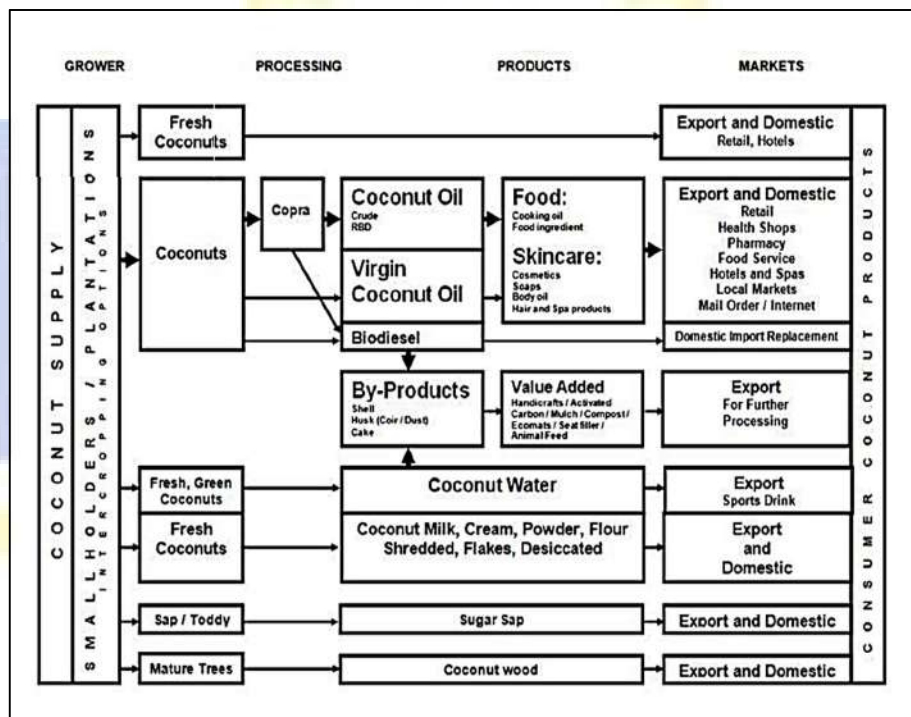 GROWER PROCESSING PRODUCTS MARKETS
COCONUT SUPPLY
SMALHOLDERS / PLANTATIONS
INTERCROPPING OPTIONS
Fresh
Coconuts
Export and Domestic
Retail, Hotels
Coconuts
Copra
Coconut Oil
Crude
RBD
Virgin
Coconut Oil
Biodiesel
Food:
Cooking oil
Food ingredient
Skincare:
Cosmetics
Soaps
Body oil
Hair and Spa products
Export and Domestic
Retail
Health Shops
Pharmacy
Food Service
Hotels and Spas
Local Markets
Mail Order / Internet
Domestic Import Replacement
By-Products
Shell
Husk (Coir / Dust)
Cake
Value Added
Handicrafts / Activated
Carbon / Mulch / Compost /
Ecomats / Seat filler /
Animal Feed
Export
For Further
Processing
Fresh, Green
Coconuts
Coconut Water
Export
Sports Drink
Fresh
Coconuts
Coconut Milk, Cream, Powder, Flour
Shredded, Flakes, Desiccated
Export
and
Domestic
Sap / Toddy
Sugar Sap
Export and Domestic
Mature Trees
Coconut wood
Export and Domestic
CONSUMER COCONUT PRODUCTS